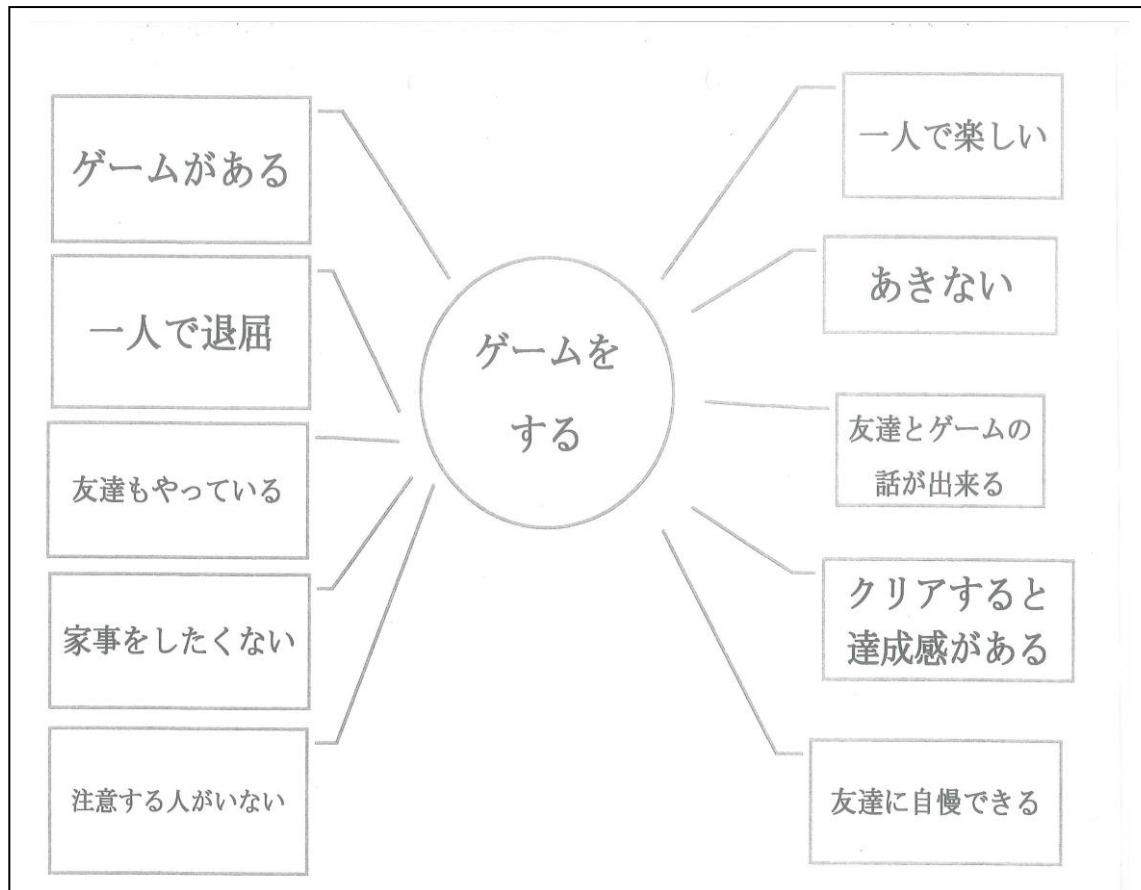 ゲームがある
一人で退屈
友達もやっている
家事をしたくない
注意する人がいない
ゲームを
する
一人で楽しい
あきない
友達とゲームの
話が出来る
クリアすると
達成感がある
友達に自慢できる